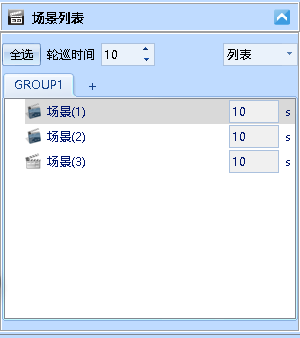 场景列表
全选 轮巡时间 10 列表
GROUP1 +
场景(1) 10 s
场景(2) 10 s
场景(3) 10 s